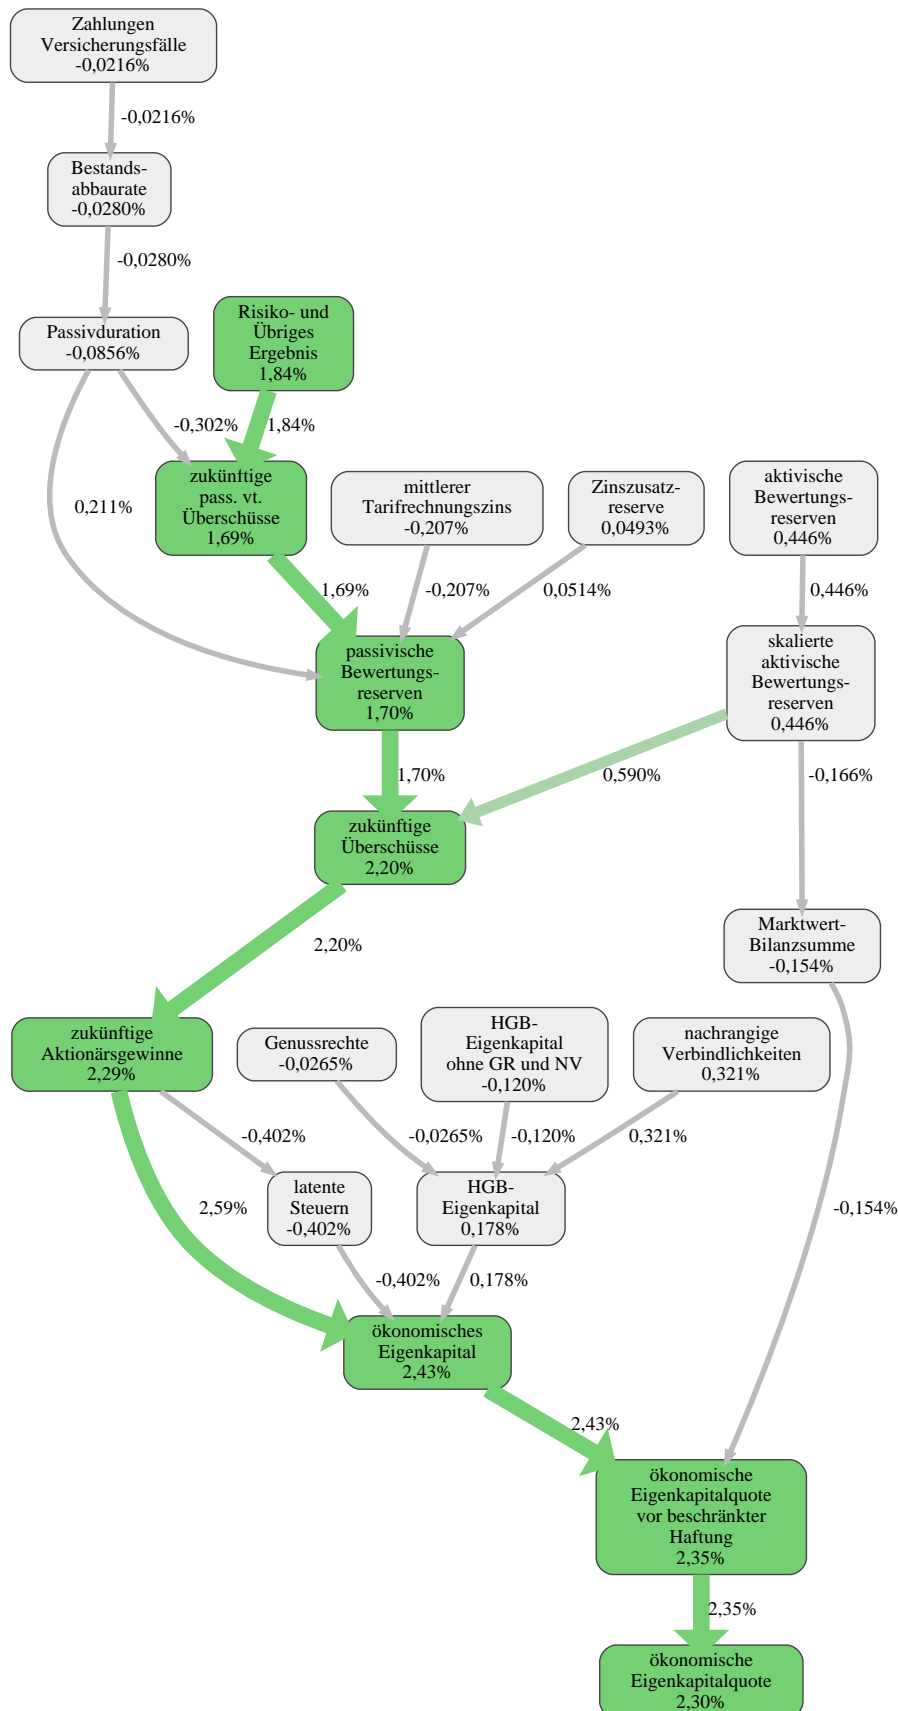 Zahlungen
Versicherungsfälle
-0,0216%
-0,0216%
Bestands-
abbaurate
-0,0280%
-0,0280%
Passivduration
-0,0856%
Risiko- und
Übriges
Ergebnis
1,84%
-0,302%
1,84%
0,211%
zukünftige
pass. vt.
Überschüsse
1,69%
mittlerer
Tarifrechnungszins
-0,207%
Zinszusatz-
reserve
0,0493%
aktivische
Bewertungs-
reserven
0,446%
1,69%
-0,207%
0,0514%
0,446%
passivische
Bewertungs-
reserven
1,70%
skalierte
aktivische
Bewertungs-
reserven
0,446%
1,70%
0,590%
-0,166%
zukünftige
Überschüsse
2,20%
2,20%
Marktwert-
Bilanzsumme
-0,154%
zukünftige
Aktionärsgewinne
2,29%
Genussrechte
-0,0265%
HGB-
Eigenkapital
ohne GR und NV
-0,120%
nachrangige
Verbindlichkeiten
0,321%
-0,402%
-0,0265%
-0,120%
0,321%
2,59%
latente
Steuern
-0,402%
HGB-
Eigenkapital
0,178%
-0,154%
-0,402%
0,178%
ökonomisches
Eigenkapital
2,43%
2,43%
ökonomische
Eigenkapitalquote
vor beschränkter
Haftung
2,35%
2,35%
ökonomische
Eigenkapitalquote
2,30%